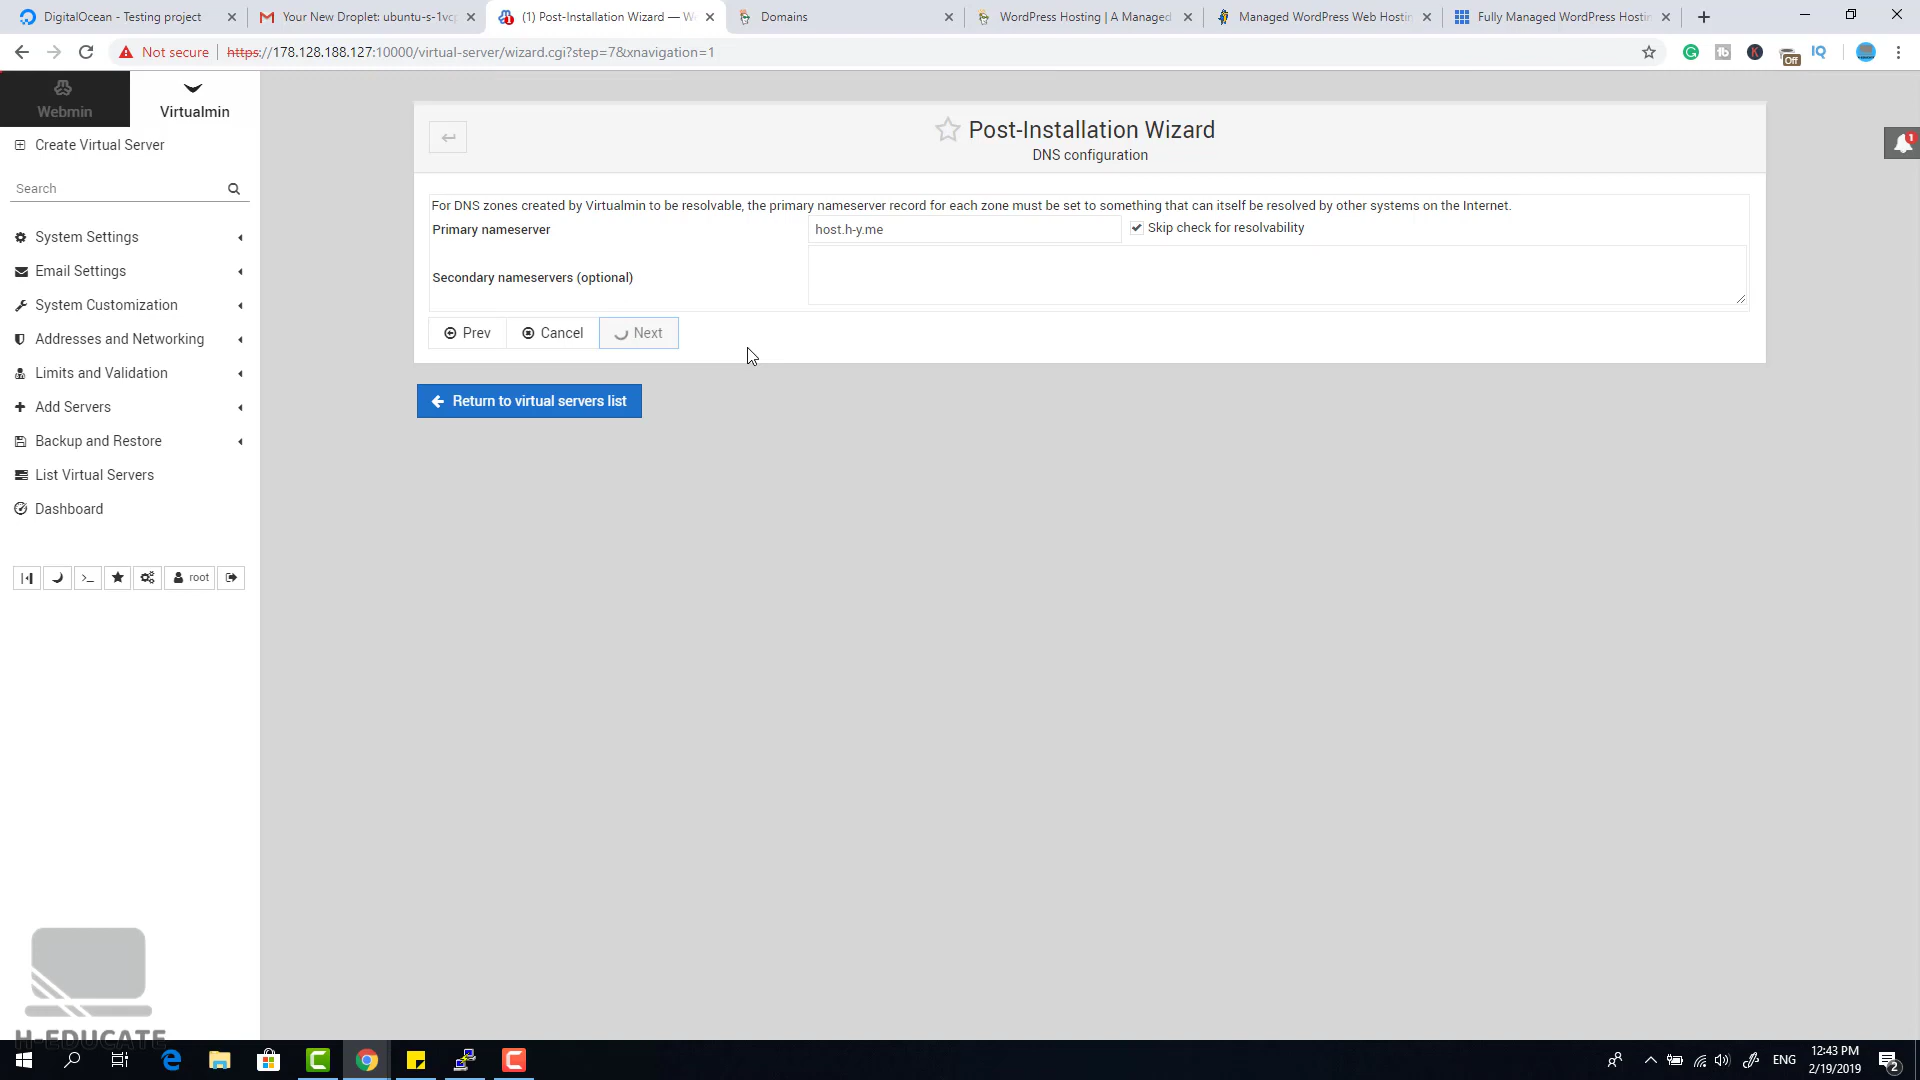 DigitalOcean - Testing project
Your New Droplet: ubuntu-s-1vcp
(1) Post-Installation Wizard — W
Domains
WordPress Hosting | A Managed
Managed WordPress Web Hostin
Fully Managed WordPress Hostin
Not secure
https://178.128.188.127:10000/virtual-server/wizard.cgi?step=7&xnavigation=1
Off
IQ
Webmin
Virtualmin
Create Virtual Server
Search
System Settings
Email Settings
System Customization
Addresses and Networking
Limits and Validation
Add Servers
Backup and Restore
List Virtual Servers
Dashboard
root
Post-Installation Wizard
DNS configuration
1
For DNS zones created by Virtualmin to be resolvable, the primary nameserver record for each zone must be set to something that can itself be resolved by other systems on the Internet.
Primary nameserver
host.h-y.me
Skip check for resolvability
Secondary nameservers (optional)
Prev
Cancel
Next
Return to virtual servers list
H-EDUCATE
ENG
12:43 PM
2/19/2019
2